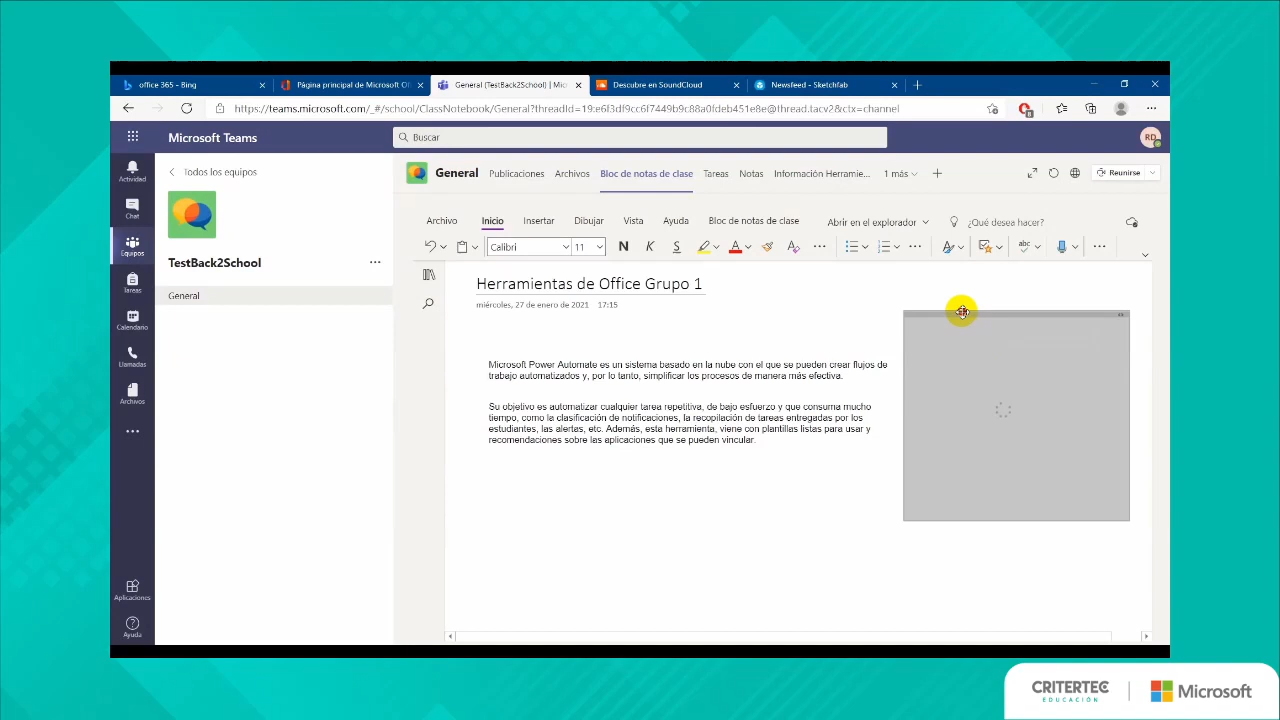 office 365 - Bing
Página principal de Microsoft Of
General (TestBack2School) | Mic
Descubre en SoundCloud
Newsfeed - Sketchfab
https://teams.microsoft.com/_#/school/ClassNotebook/General?threadId=19:e6f3df9cc6f7449b9c88a0fdeb451e8e@thread.tacv2&ctx=channel
Microsoft Teams
Buscar
RD
Actividad
Chat
Equipos
Tareas
Calendario
Llamadas
Archivos
Aplicaciones
Ayuda
Todos los equipos
TestBack2School
General
General
Publicaciones
Archivos
Bloc de notas de clase
Tareas
Notas
Información Herramie...
1 más
Reunirse
Archivo
Inicio
Insertar
Dibujar
Vista
Ayuda
Bloc de notas de clase
Abrir en el explorador
¿Qué desea hacer?
Calibri
11
N
K
S
A
abc
Herramientas de Office Grupo 1
miércoles, 27 de enero de 2021 17:15
Microsoft Power Automate es un sistema basado en la nube con el que se pueden crear flujos de
trabajo automatizados y, por lo tanto, simplificar los procesos de manera más efectiva.
Su objetivo es automatizar cualquier tarea repetitiva, de bajo esfuerzo y que consuma mucho
tiempo, como la clasificación de notificaciones, la recopilación de tareas entregadas por los
estudiantes, las alertas, etc. Además, esta herramienta, viene con plantillas listas para usar y
recomendaciones sobre las aplicaciones que se pueden vincular.
CRITERTEC
EDUCACIÓN
Microsoft